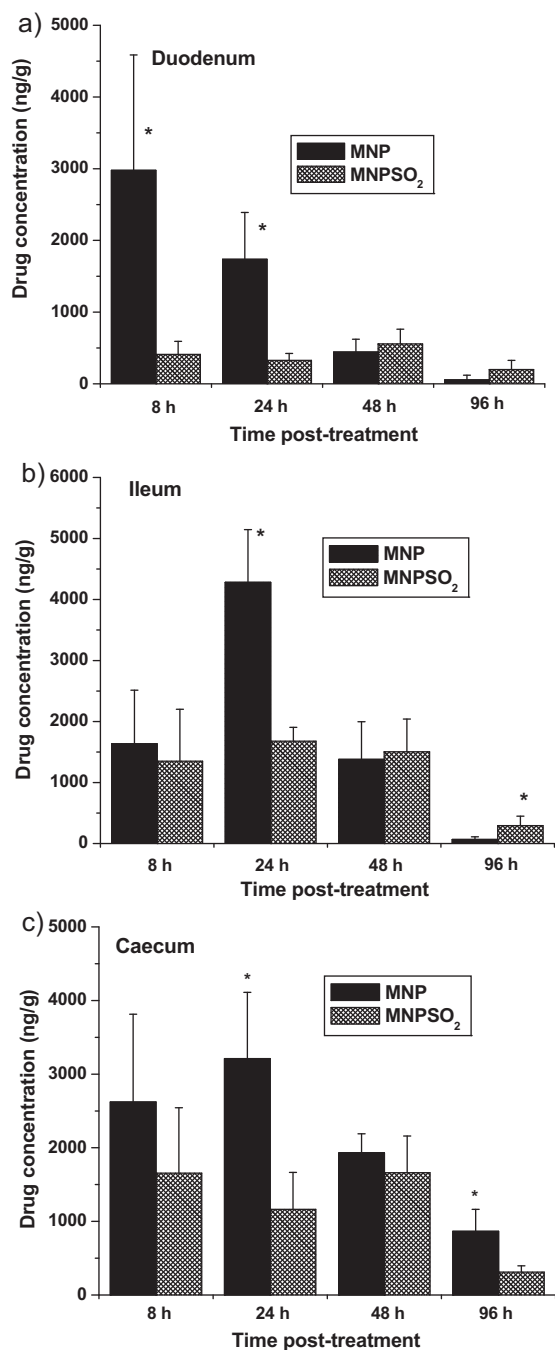 a)
Duodenum
Drug concentration (ng/g)
5000
4000
3000
2000
1000
0
*
*
MNP
MNPSO₂
8 h 24 h 48 h 96 h
Time post-treatment
b)
Ileum
Drug concentration (ng/g)
6000
5000
4000
3000
2000
1000
0
*
*
MNP
MNPSO₂
8 h 24 h 48 h 96 h
Time post-treatment
c)
Caecum
Drug concentration (ng/g)
5000
4000
3000
2000
1000
0
*
*
MNP
MNPSO₂
8 h 24 h 48 h 96 h
Time post-treatment